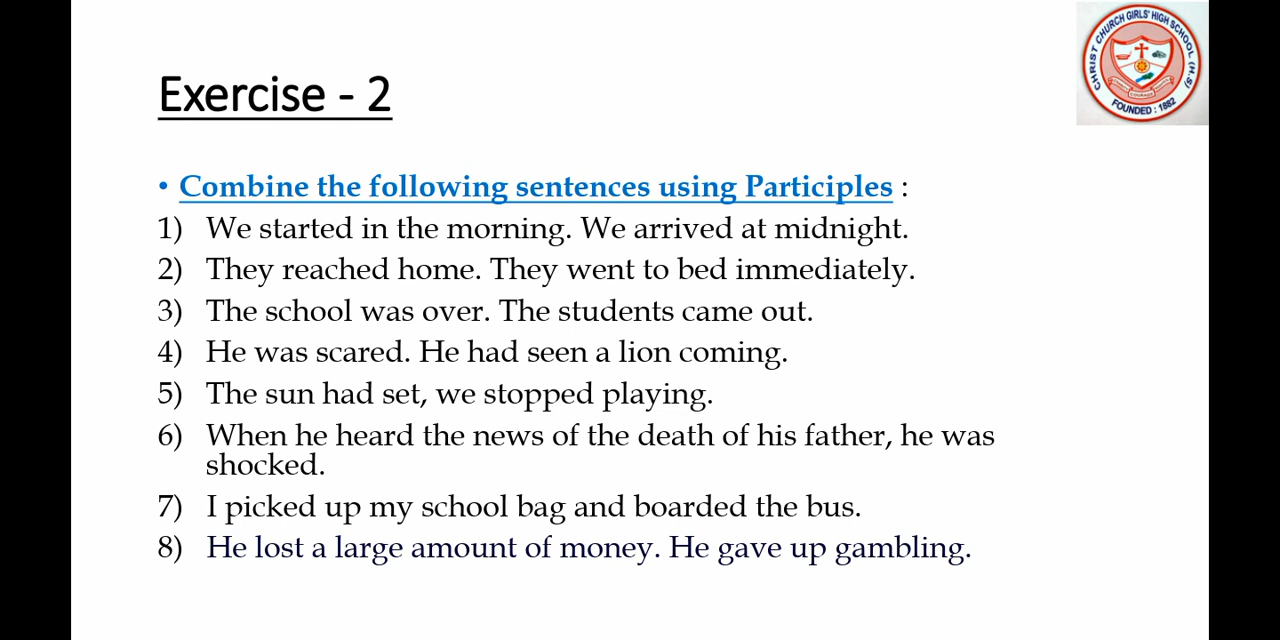 CHRIST CHURCH GIRLS' HIGH SCHOOL (H.S)
COURAGE
FOUNDED : 1882
Exercise - 2
• Combine the following sentences using Participles :
1) We started in the morning. We arrived at midnight.
2) They reached home. They went to bed immediately.
3) The school was over. The students came out.
4) He was scared. He had seen a lion coming.
5) The sun had set, we stopped playing.
6) When he heard the news of the death of his father, he was
shocked.
7) I picked up my school bag and boarded the bus.
8) He lost a large amount of money. He gave up gambling.